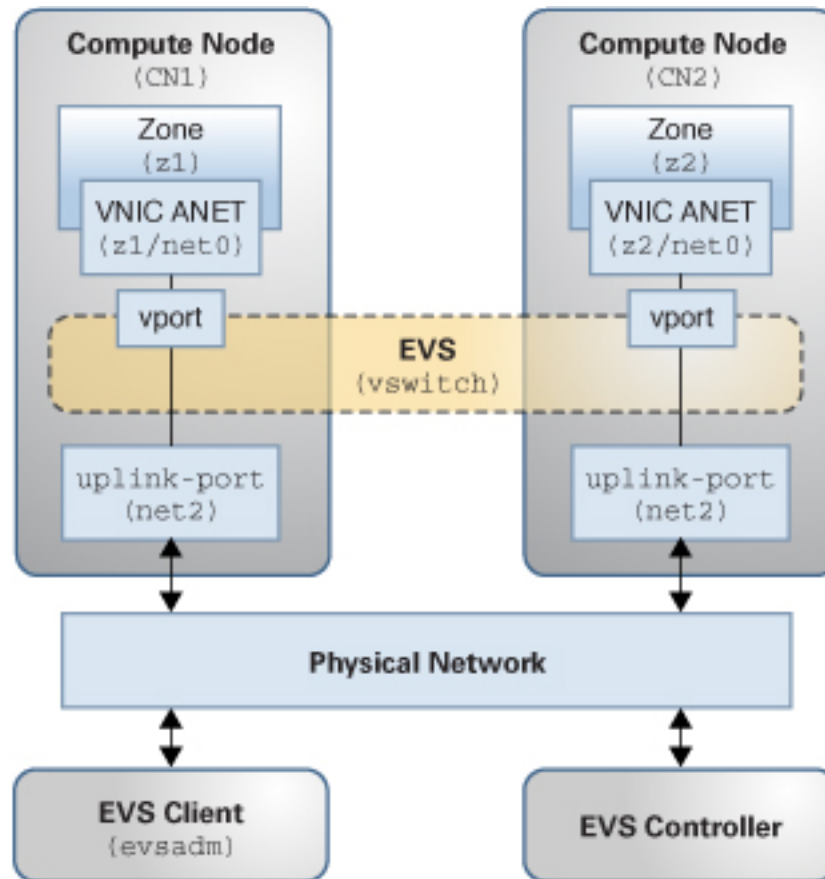 Compute Node
(CN1)
Zone
(z1)
VNIC ANET
(z1/net0)
vport
Compute Node
(CN2)
Zone
(z2)
VNIC ANET
(z2/net0)
vport
EVS
(vswitch)
uplink-port
(net2)
uplink-port
(net2)
Physical Network
EVS Client
(evsadm)
EVS Controller